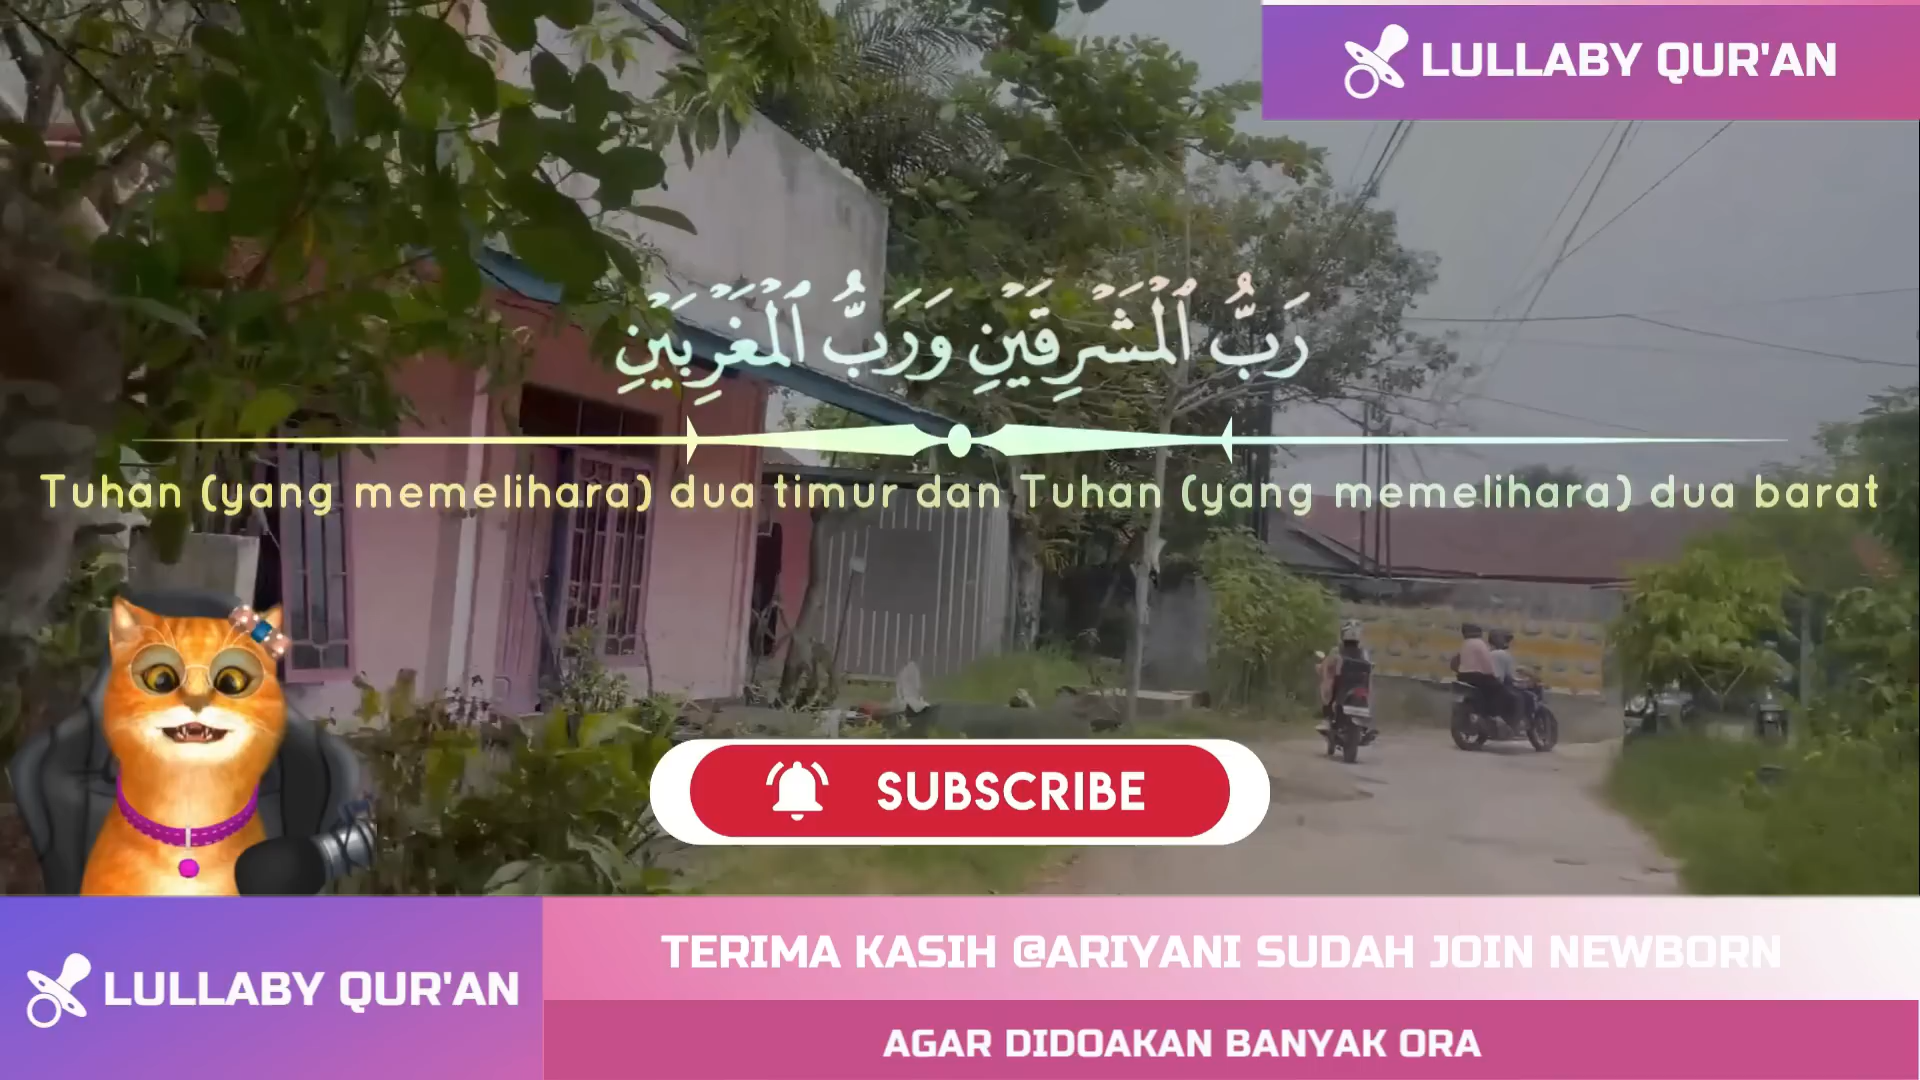 LULLABY QUR'AN
رَبُّ ٱلْمَشْرِقَيْنِ وَرَبُّ ٱلْمَغْرِبَيْنِ
Tuhan (yang memelihara) dua timur dan Tuhan (yang memelihara) dua barat
SUBSCRIBE
LULLABY QUR'AN
TERIMA KASIH @ARIYANI SUDAH JOIN NEWBORN
AGAR DIDOAKAN BANYAK ORA